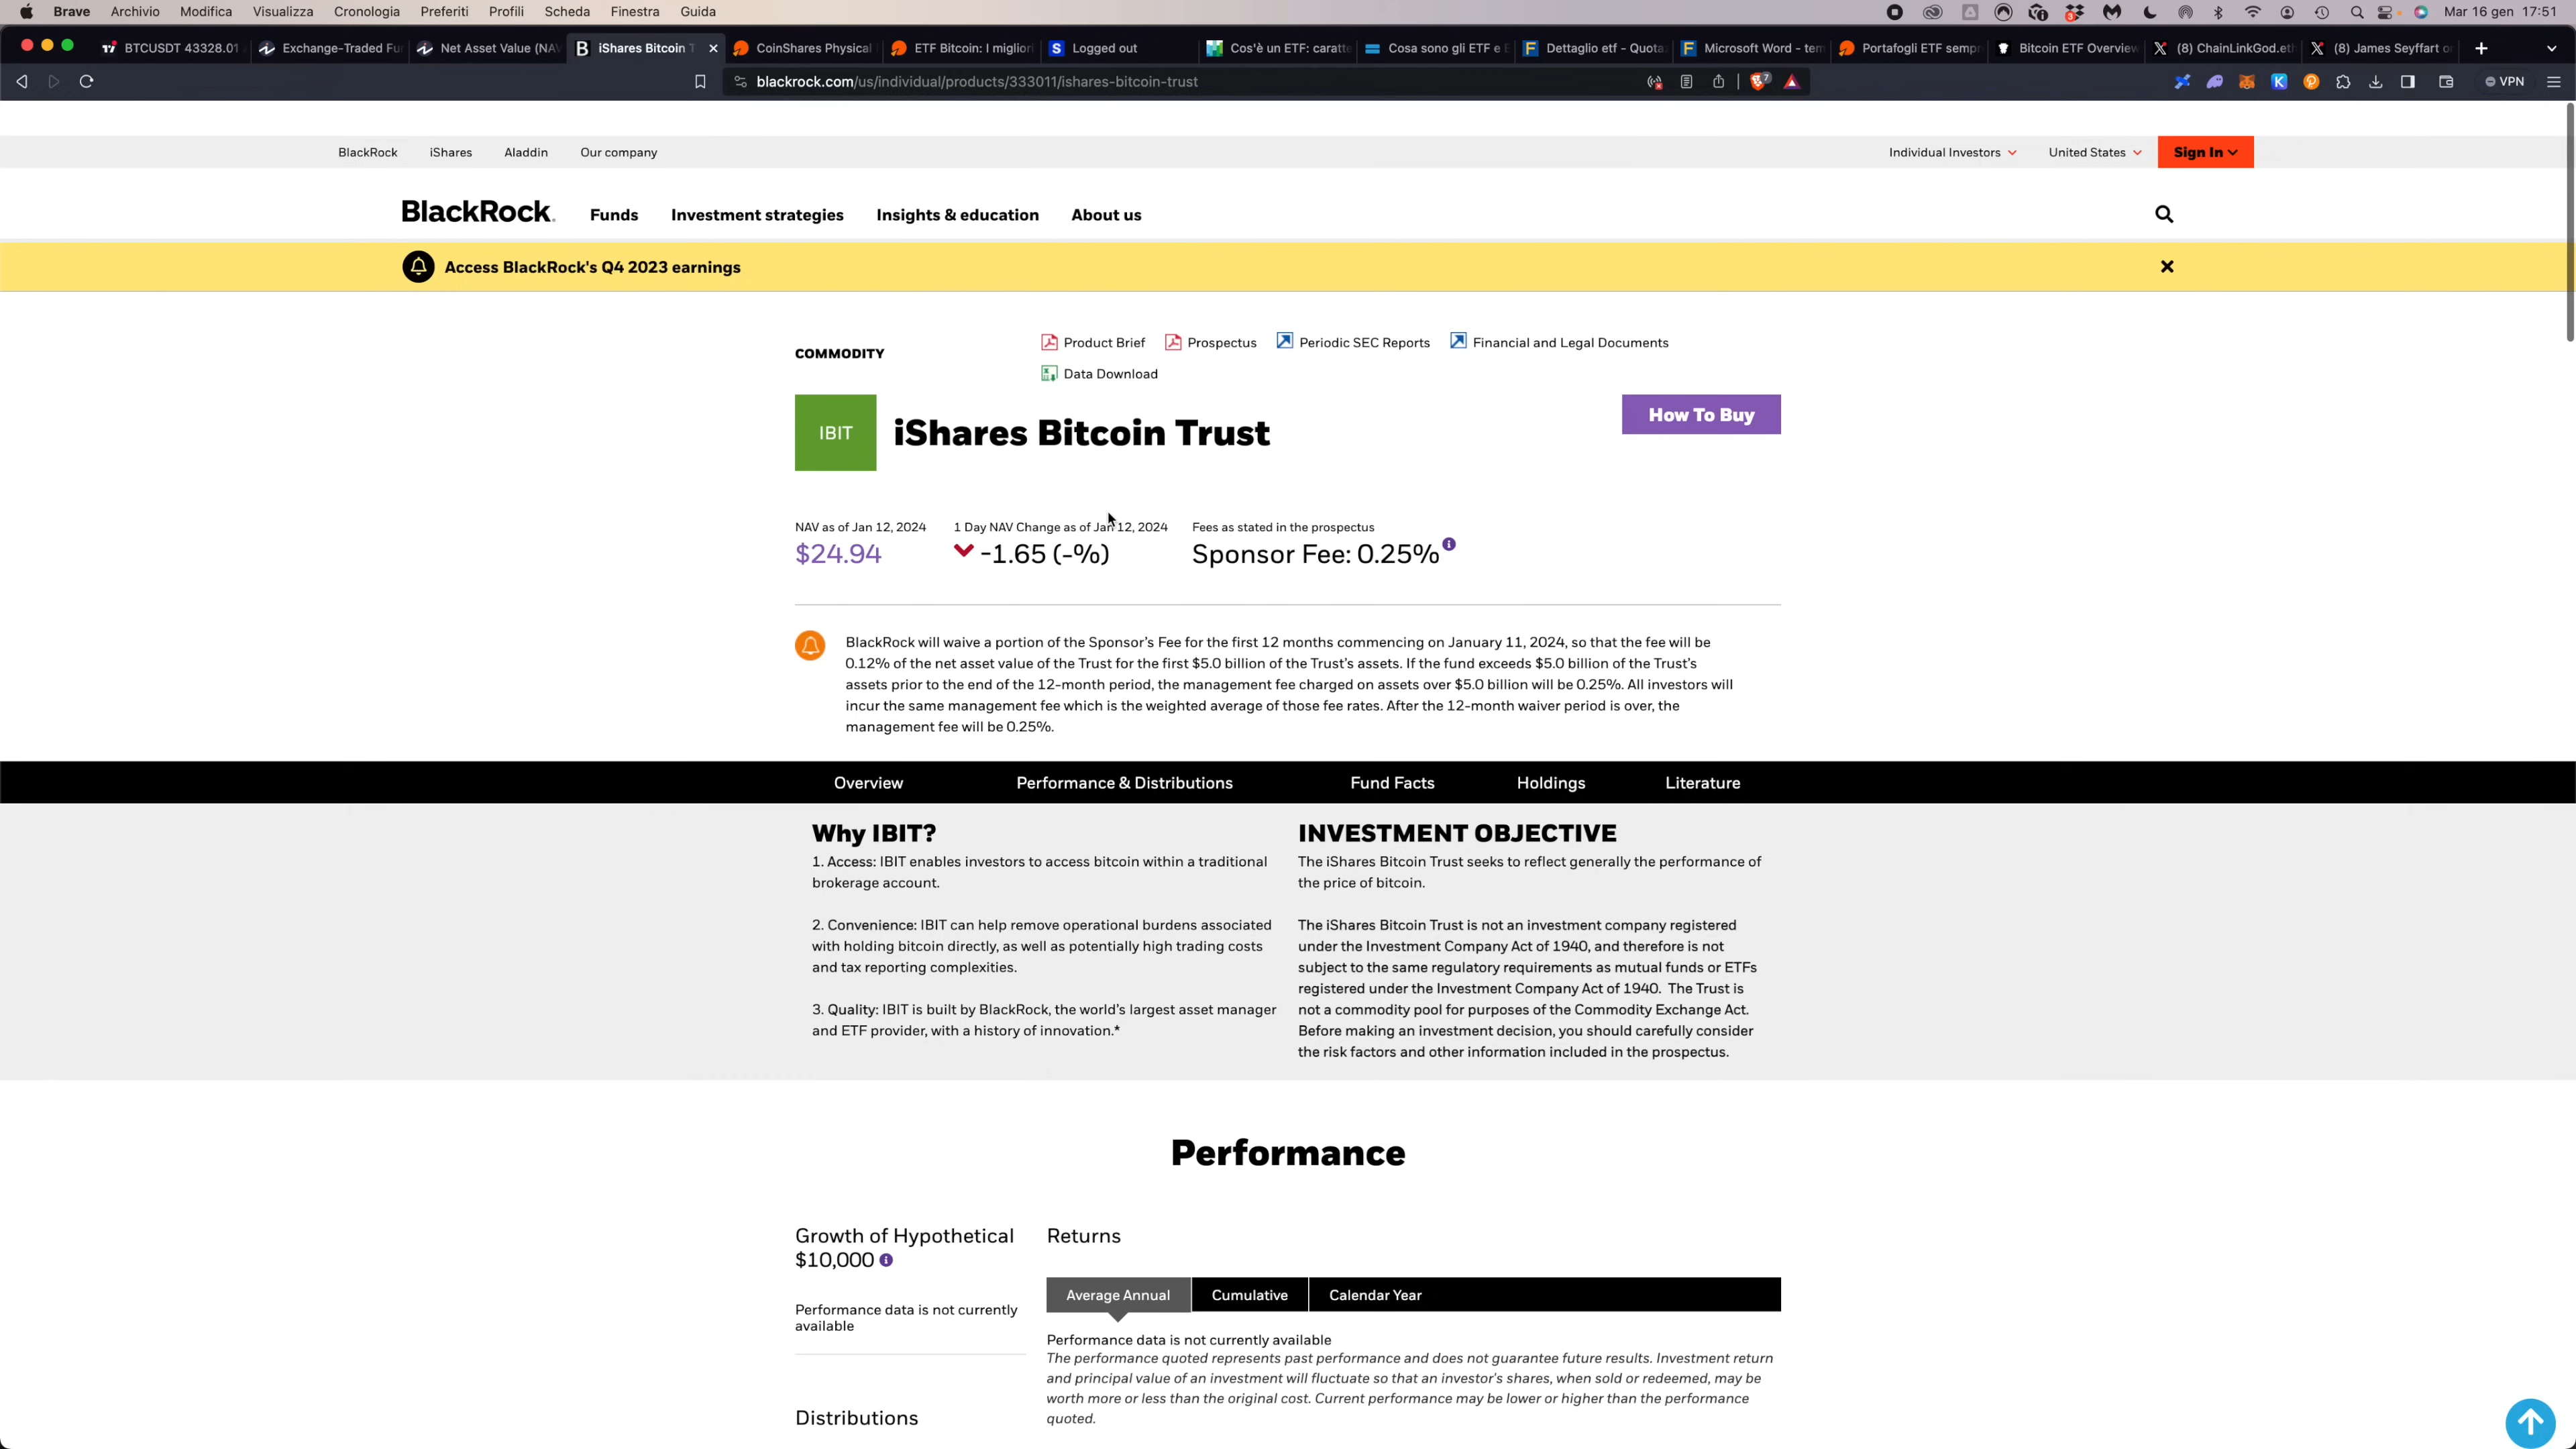 Brave Archivio Modifica Visualizza Cronologia Preferiti Profili Scheda Finestra Guida Mar 16 gen 17:51
BTCUSDT 43328.01 Exchange-Traded Fu Net Asset Value (NAV iShares Bitcoin T CoinShares Physical ETF Bitcoin: I migliori Logged out Cos'è un ETF: caratte Cosa sono gli ETF e E Dettaglio etf - Quota Microsoft Word - tem Portafogli ETF semp Bitcoin ETF Overview (8) ChainLinkGod.eth (8) James Seyffart o
blackrock.com/us/individual/products/333011/ishares-bitcoin-trust 7 VPN
BlackRock iShares Aladdin Our company Individual Investors United States Sign In
BlackRock. Funds Investment strategies Insights & education About us
Access BlackRock's Q4 2023 earnings
COMMODITY
Product Brief Prospectus Periodic SEC Reports Financial and Legal Documents
Data Download
IBIT iShares Bitcoin Trust How To Buy
NAV as of Jan 12, 2024 1 Day NAV Change as of Jan 12, 2024 Fees as stated in the prospectus
$24.94 -1.65 (-%) Sponsor Fee: 0.25%
BlackRock will waive a portion of the Sponsor's Fee for the first 12 months commencing on January 11, 2024, so that the fee will be
0.12% of the net asset value of the Trust for the first $5.0 billion of the Trust's assets. If the fund exceeds $5.0 billion of the Trust's
assets prior to the end of the 12-month period, the management fee charged on assets over $5.0 billion will be 0.25%. All investors will
incur the same management fee which is the weighted average of those fee rates. After the 12-month waiver period is over, the
management fee will be 0.25%.
Overview Performance & Distributions Fund Facts Holdings Literature
Why IBIT?
1. Access: IBIT enables investors to access bitcoin within a traditional
brokerage account.
2. Convenience: IBIT can help remove operational burdens associated
with holding bitcoin directly, as well as potentially high trading costs
and tax reporting complexities.
3. Quality: IBIT is built by BlackRock, the world's largest asset manager
and ETF provider, with a history of innovation.*
INVESTMENT OBJECTIVE
The iShares Bitcoin Trust seeks to reflect generally the performance of
the price of bitcoin.
The iShares Bitcoin Trust is not an investment company registered
under the Investment Company Act of 1940, and therefore is not
subject to the same regulatory requirements as mutual funds or ETFs
registered under the Investment Company Act of 1940. The Trust is
not a commodity pool for purposes of the Commodity Exchange Act.
Before making an investment decision, you should carefully consider
the risk factors and other information included in the prospectus.
Performance
Growth of Hypothetical
$10,000
Performance data is not currently
available
Distributions
Returns
Average Annual Cumulative Calendar Year
Performance data is not currently available
The performance quoted represents past performance and does not guarantee future results. Investment return
and principal value of an investment will fluctuate so that an investor's shares, when sold or redeemed, may be
worth more or less than the original cost. Current performance may be lower or higher than the performance
quoted.